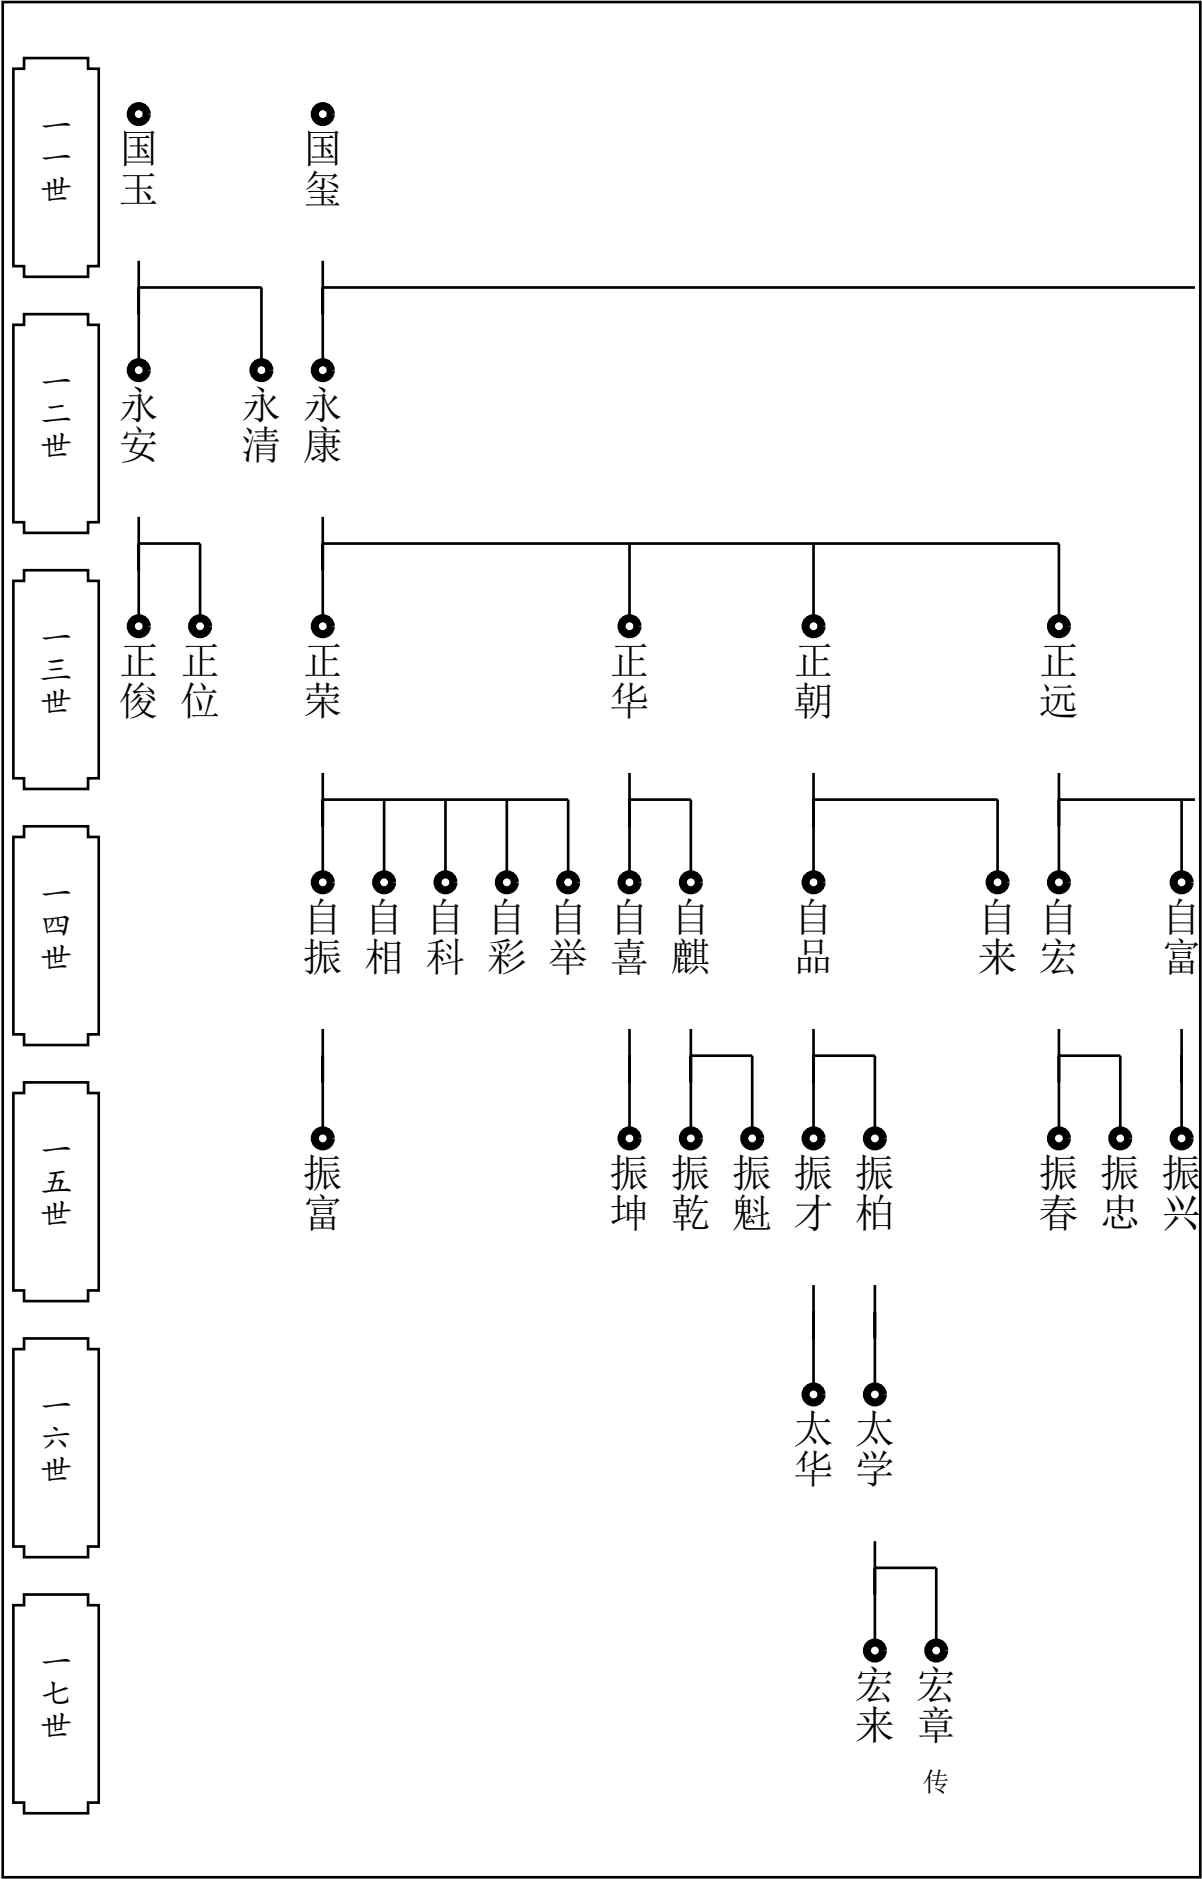 一一世
国玉
国玺
一二世
永安
永清
永康
一三世
正俊
正位
正荣
正华
正朝
正远
一四世
自振
自相
自科
自彩
自举
自喜
自麒
自品
自来
自宏
自富
一五世
振富
振坤
振乾
振魁
振才
振柏
振春
振忠
振兴
一六世
太华
太学
一七世
宏来
宏章
传